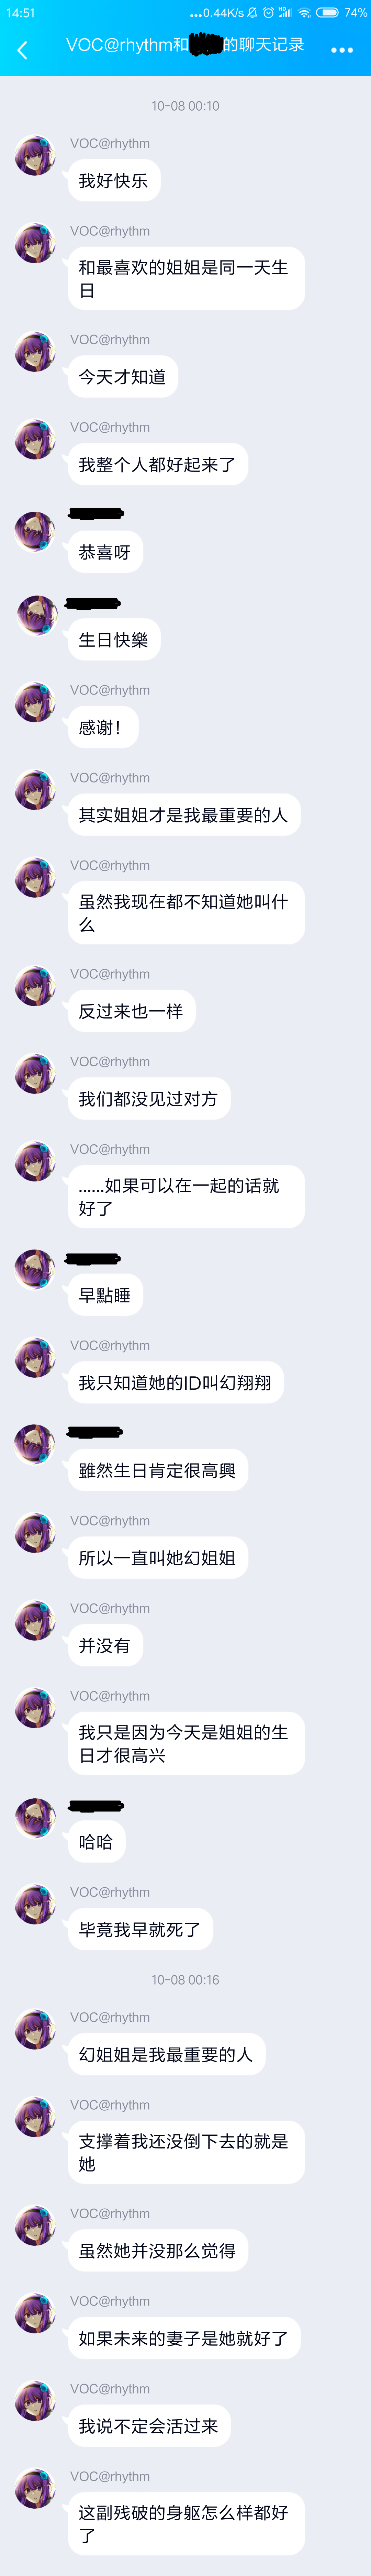 14:51
...0.44K/s
HD
74%
VOC@rhythm和
的聊天记录
10-08 00:10
VOC@rhythm
我好快乐
VOC@rhythm
和最喜欢的姐姐是同一天生
日
VOC@rhythm
今天才知道
VOC@rhythm
我整个人都好起来了
恭喜呀
生日快樂
VOC@rhythm
感谢！
VOC@rhythm
其实姐姐才是我最重要的人
VOC@rhythm
虽然我现在都不知道她叫什
么
VOC@rhythm
反过来也一样
VOC@rhythm
我们都没见过对方
VOC@rhythm
......如果可以在一起的话就
好了
早點睡
VOC@rhythm
我只知道她的ID叫幻翔翔
雖然生日肯定很高興
VOC@rhythm
所以一直叫她幻姐姐
VOC@rhythm
并没有
VOC@rhythm
我只是因为今天是姐姐的生
日才很高兴
哈哈
VOC@rhythm
毕竟我早就死了
10-08 00:16
VOC@rhythm
幻姐姐是我最重要的人
VOC@rhythm
支撑着我还没倒下去的就是
她
VOC@rhythm
虽然她并没那么觉得
VOC@rhythm
如果未来的妻子是她就好了
VOC@rhythm
我说不定会活过来
VOC@rhythm
这副残破的身躯怎么样都好
了